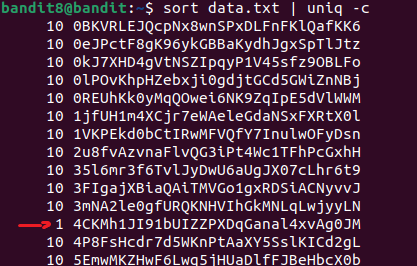 bandit8@bandit:~$ sort data.txt | uniq -c
10 0BKVRLEJQcpNx8wnSPxDLFnFKlQafKK6
10 0eJPctF8gK96ykGBBaKydhJgxSpTlJtz
10 0kJ7XHD4gVtNSZIpqyP1V45sfz9OBLFo
10 0lPOvKhpHZebxji0gdjtGCd5GWiZnNBj
10 0REUhKk0yMqQOwei6NK9ZqIpE5dVlWWM
10 1jfUH1m4XCjr7eWAeleGdaNSxFXRtX0l
10 1VKPEkd0bCtIRwMFVQfY7InulwOFyDsn
10 2u8fvAzvnaFlvQG3iPt4Wc1TFhPcGxhH
10 35l6mr3f6TvlJyDwU6aUgJX07cLhr6t9
10 3FIgajXBiaQAiTMVGo1gxRDSiACNyvvJ
10 3mNA2le0gfURQKNHVIhGkMNLqLwjyyLN
1 4CKMh1JI91bUIZZPXDqGanal4xvAg0JM
10 4P8FsHcdr7d5WKnPtAaXY5SslKICd2gL
10 5EmwMKZHwF6Lwq5jHUaDlfFJBeHbcX0b